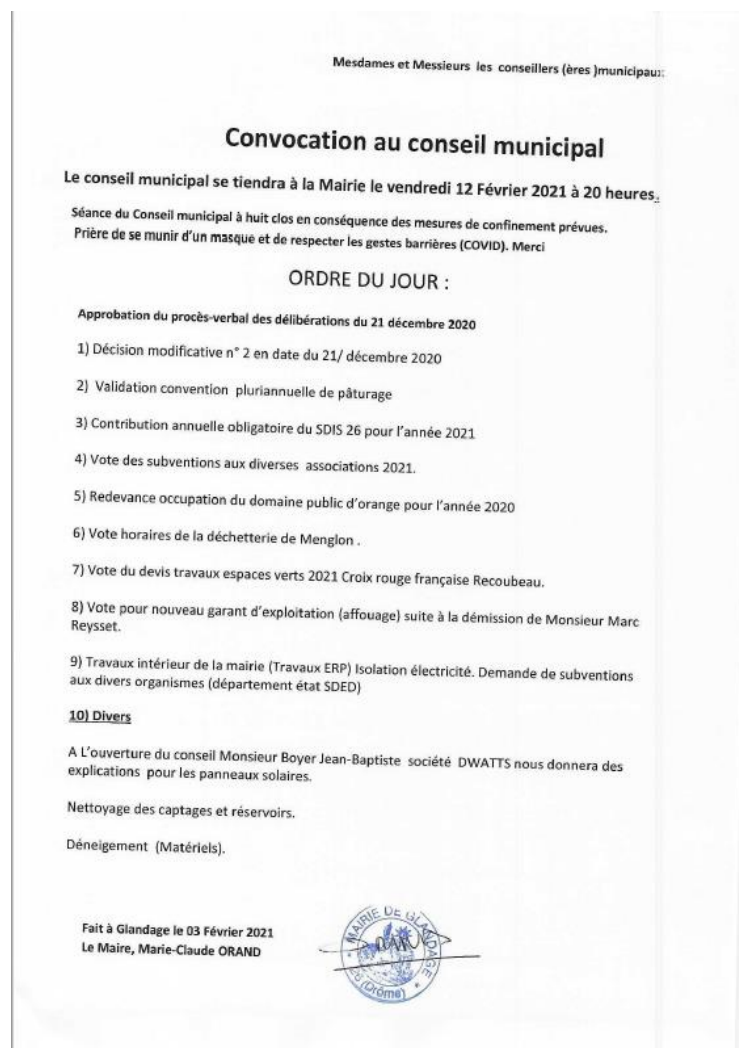 Mesdames et Messieurs les conseillers (ères )municipaux:
Convocation au conseil municipal
Le conseil municipal se tiendra à la Mairie le vendredi 12 Février 2021 à 20 heures.
Séance du Conseil municipal à huit clos en conséquence des mesures de confinement prévues.
Prière de se munir d'un masque et de respecter les gestes barrières (COVID). Merci
ORDRE DU JOUR :
Approbation du procès-verbal des délibérations du 21 décembre 2020
1) Décision modificative n° 2 en date du 21/ décembre 2020
2) Validation convention pluriannuelle de pâturage
3) Contribution annuelle obligatoire du SDIS 26 pour l'année 2021
4) Vote des subventions aux diverses associations 2021.
5) Redevance occupation du domaine public d'orange pour l'année 2020
6) Vote horaires de la déchetterie de Menglon .
7) Vote du devis travaux espaces verts 2021 Croix rouge française Recoubeau.
8) Vote pour nouveau garant d'exploitation (affouage) suite à la démission de Monsieur Marc
Reysset.
9) Travaux intérieur de la mairie (Travaux ERP) Isolation électricité. Demande de subventions
aux divers organismes (département état SDED)
10) Divers
A L'ouverture du conseil Monsieur Boyer Jean-Baptiste société DWATTS nous donnera des
explications pour les panneaux solaires.
Nettoyage des captages et réservoirs.
Déneigement (Matériels).
Fait à Glandage le 03 Février 2021
Le Maire, Marie-Claude ORAND
MAIRIE DE GLANDAGE
(Drôme)